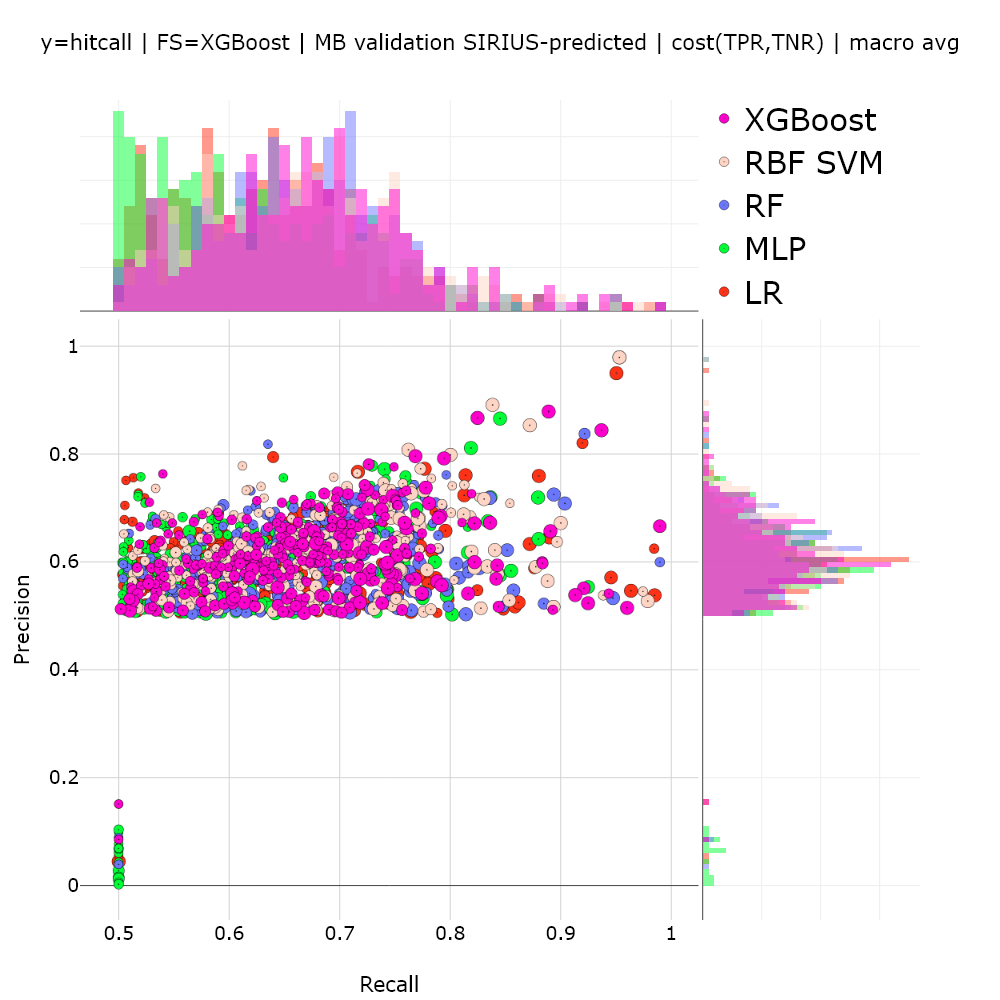 y=hitcall | FS=XGBoost | MB validation SIRIUS-predicted | cost(TPR,TNR) | macro avg
XGBoost
RBF SVM
RF
MLP
LR
1
0.8
0.6
0.4
0.2
0
Precision
0.5 0.6 0.7 0.8 0.9 1
Recall